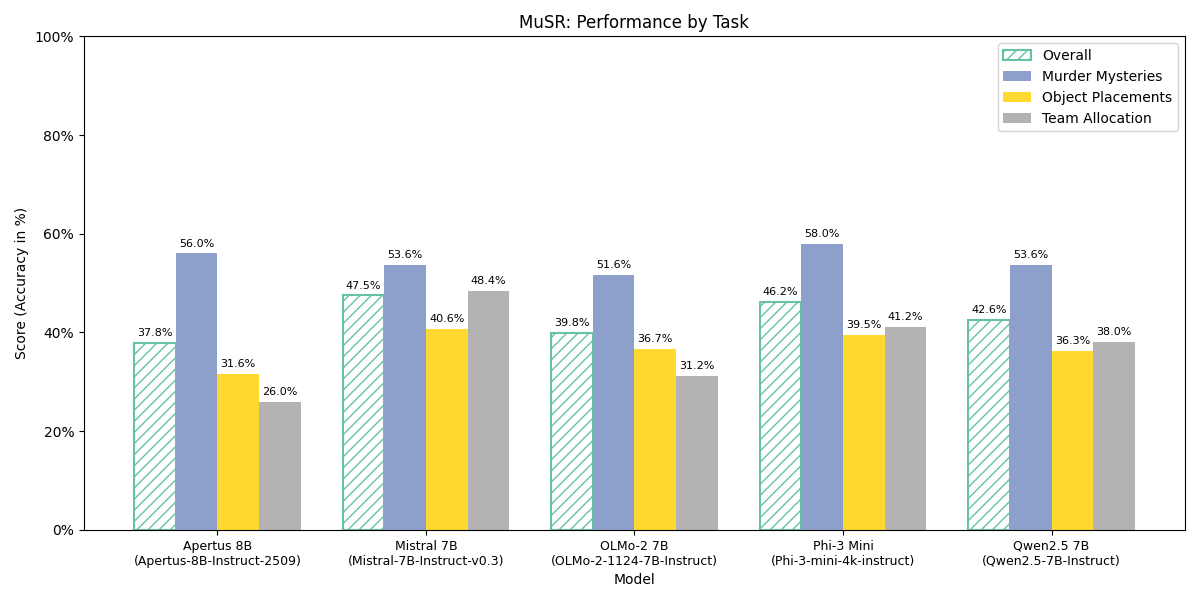 MuSR: Performance by Task
100%
80%
60%
40%
20%
0%
Score (Accuracy in %)
Overall
Murder Mysteries
Object Placements
Team Allocation
37.8%
56.0%
31.6%
26.0%
47.5%
53.6%
40.6%
48.4%
39.8%
51.6%
36.7%
31.2%
46.2%
58.0%
39.5%
41.2%
42.6%
53.6%
36.3%
38.0%
Apertus 8B
(Apertus-8B-Instruct-2509)
Mistral 7B
(Mistral-7B-Instruct-v0.3)
OLMo-2 7B
(OLMo-2-1124-7B-Instruct)
Phi-3 Mini
(Phi-3-mini-4k-instruct)
Qwen2.5 7B
(Qwen2.5-7B-Instruct)
Model